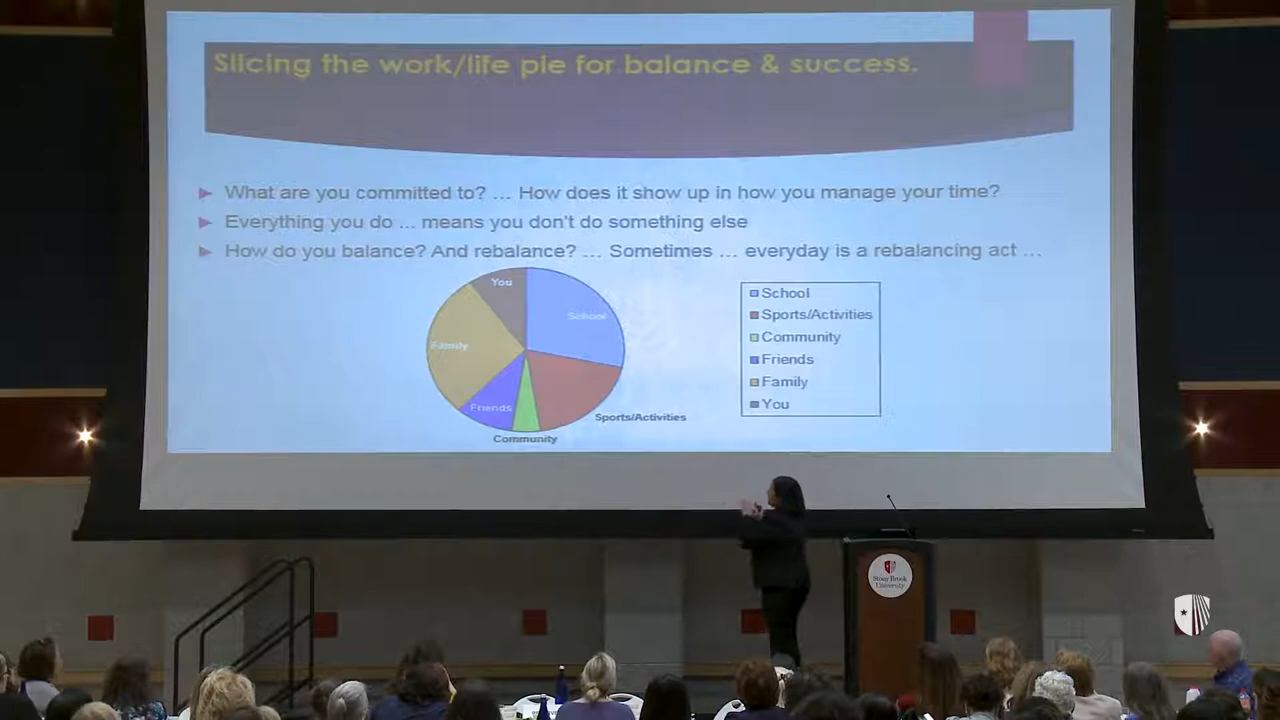 Slicing the work/life pie for balance & success.
What are you committed to? ... How does it show up in how you manage your time?
Everything you do ... means you don't do something else
How do you balance? And rebalance? ... Sometimes ... everyday is a rebalancing act ...
You
School
Family
Friends
Sports/Activities
Community
School
Sports/Activities
Community
Friends
Family
You
Stony Brook
University